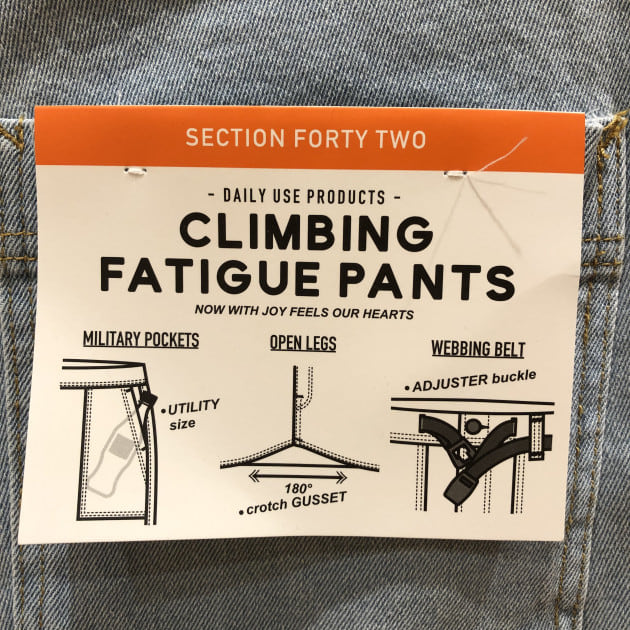 SECTION FORTY TWO
- DAILY USE PRODUCTS -
CLIMBING
FATIGUE PANTS
NOW WITH JOY FEELS OUR HEARTS
MILITARY POCKETS
•UTILITY
size
OPEN LEGS
180°
•crotch GUSSET
WEBBING BELT
•ADJUSTER buckle